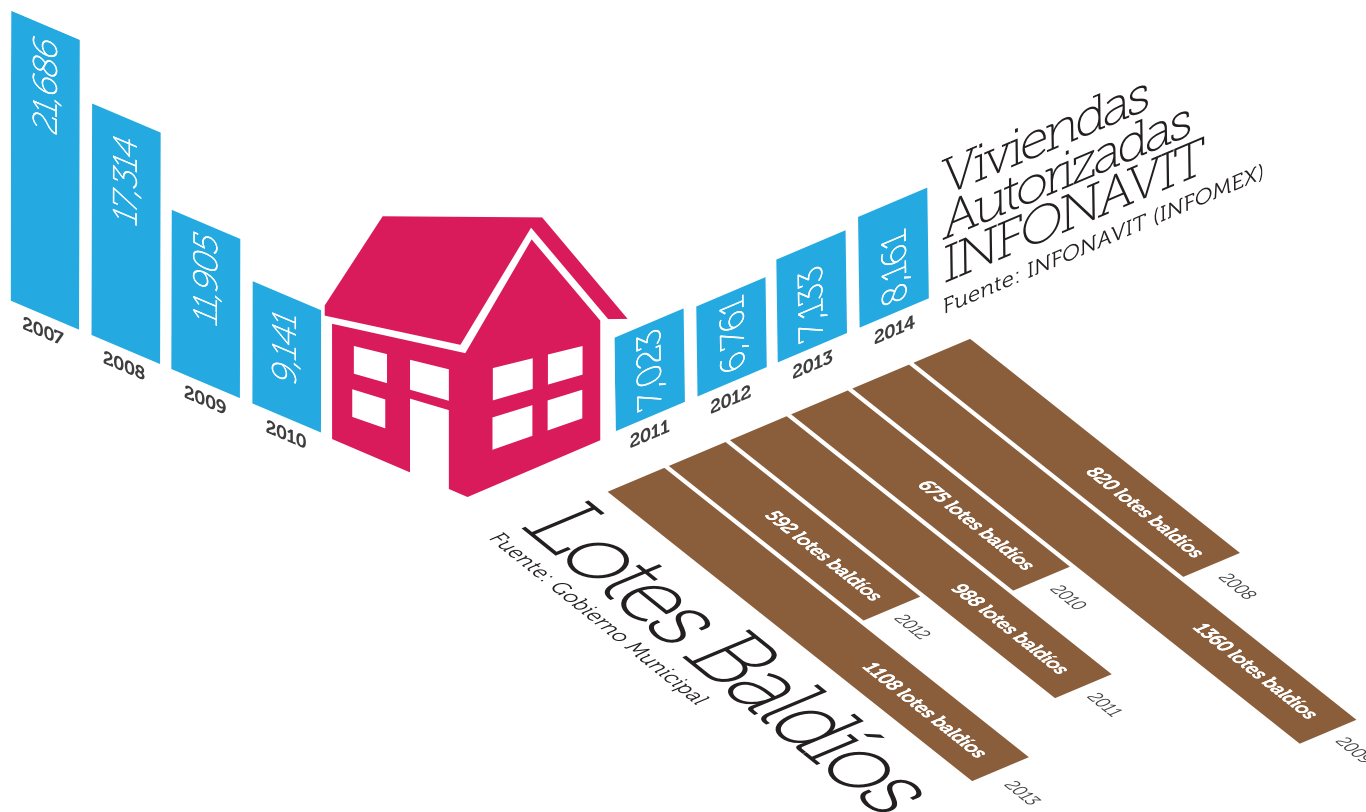 21,686
2007
17,314
2008
11,905
2009
9,141
2010
7,023
2011
6,761
2012
7,133
2013
8,161
2014
Viviendas
Autorizadas
INFONAVIT
Fuente: INFONAVIT (INFOMEX)
Lotes Baldíos
Fuente: Gobierno Municipal
820 lotes baldíos
2008
1360 lotes baldíos
2009
675 lotes baldíos
2010
988 lotes baldíos
2011
592 lotes baldíos
2012
1108 lotes baldíos
2013